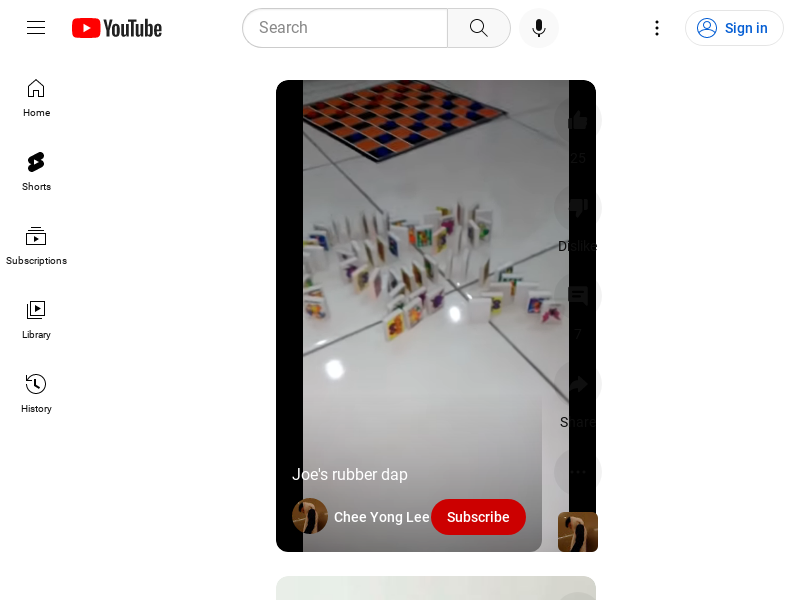 YouTube
Search
Sign in
Home
Shorts
Subscriptions
Library
History
25
Dislike
7
Share
Joe's rubber dap
Chee Yong Lee
Subscribe